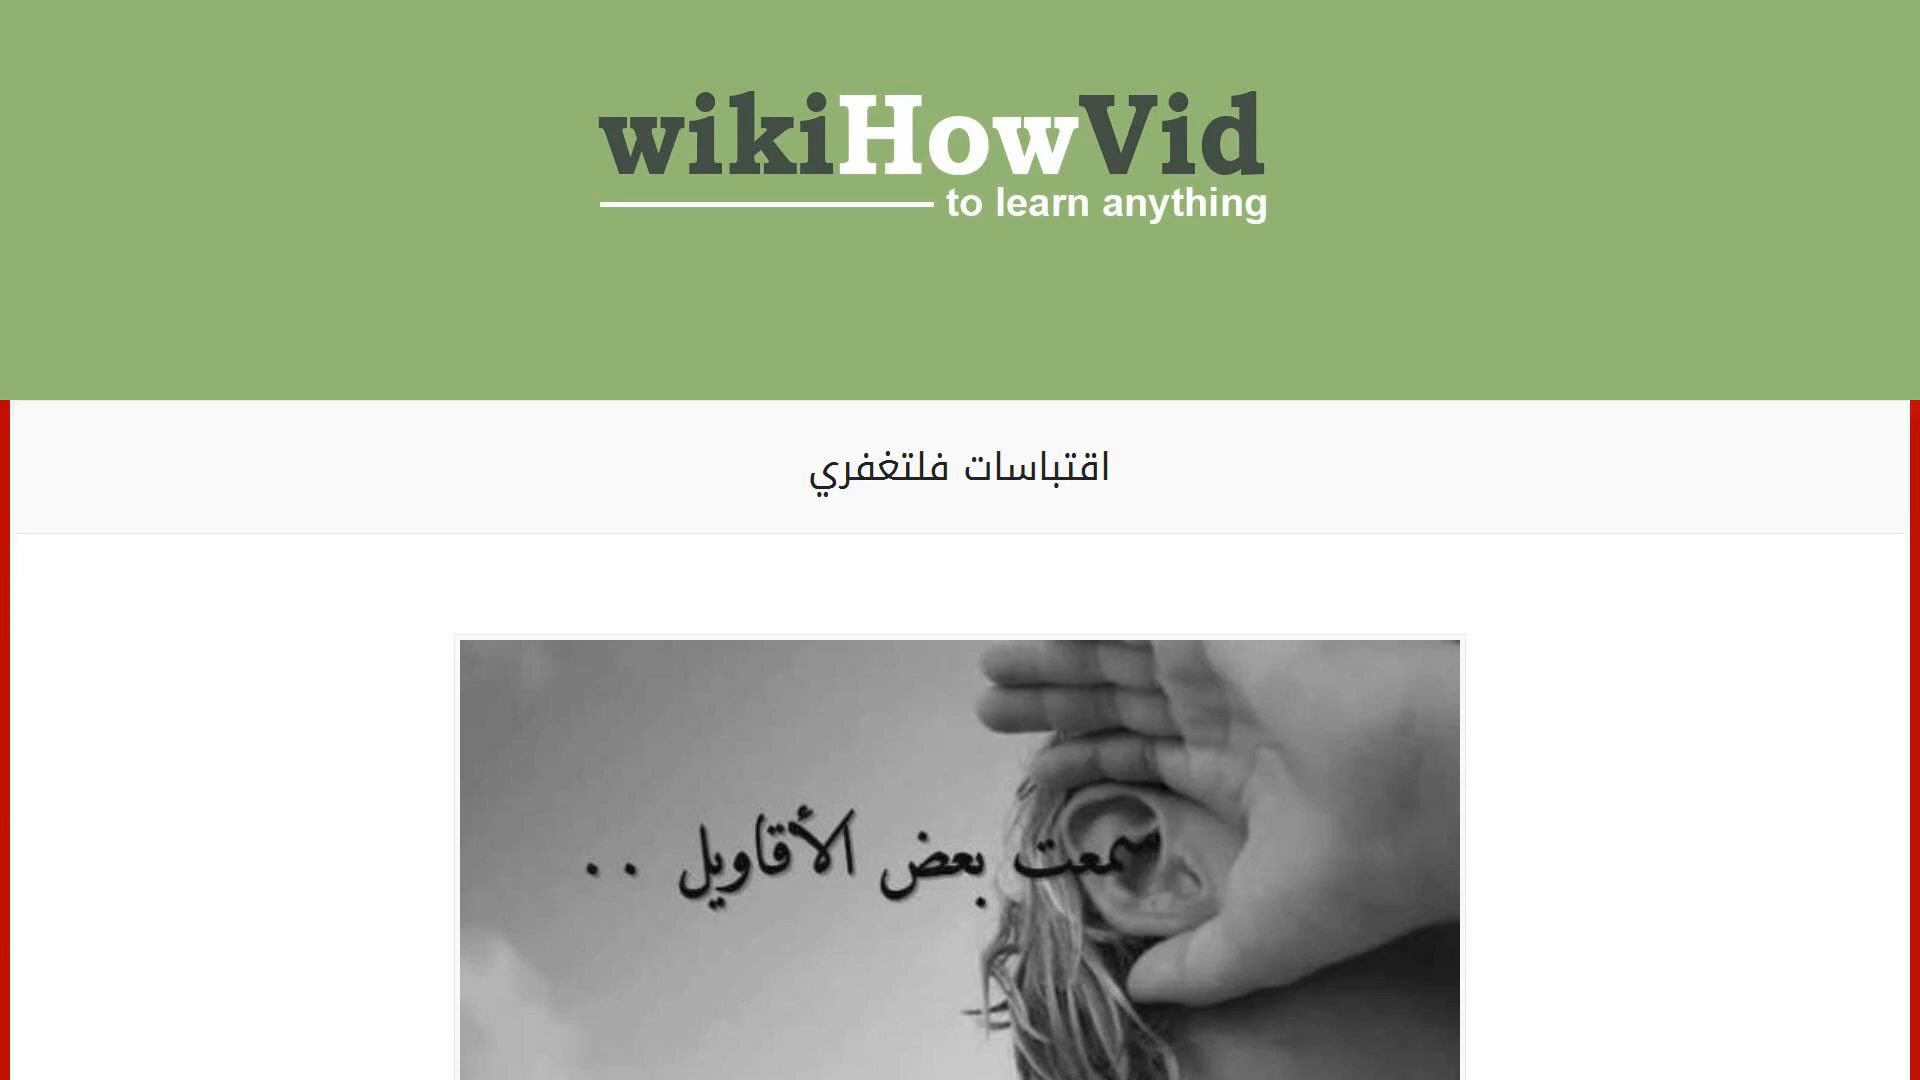 wikiHowVid
to learn anything
اقتباسات فلتغفري
سمعت بعض الأقاويل ..